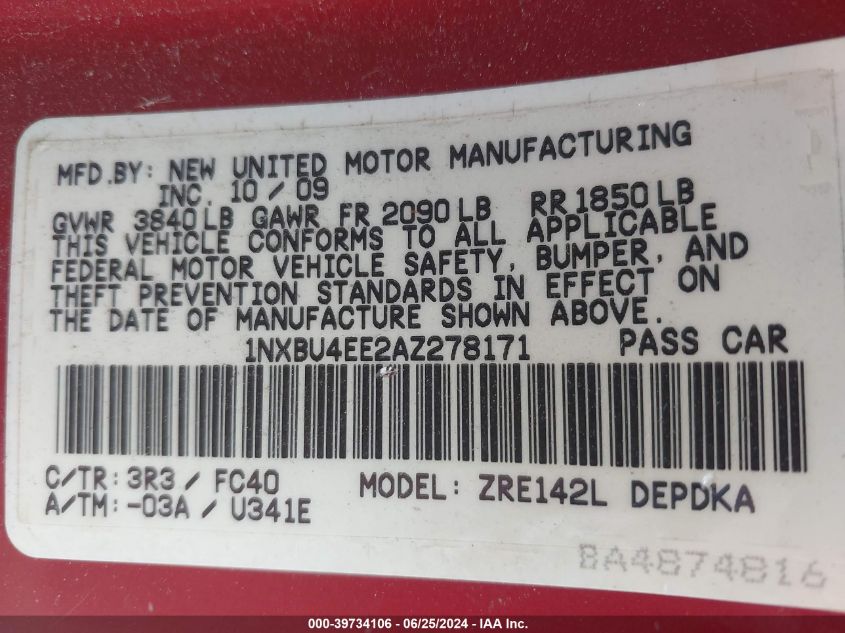 MFD.BY: NEW UNITED MOTOR MANUFACTURING
INC. 10 / 09
GVWR 3840 LB GAWR FR 2090 LB RR 1850 LB
THIS VEHICLE CONFORMS TO ALL APPLICABLE
FEDERAL MOTOR VEHICLE SAFETY, BUMPER, AND
THEFT PREVENTION STANDARDS IN EFFECT ON
THE DATE OF MANUFACTURE SHOWN ABOVE.
1NXBU4EE2AZ278171 PASS CAR
C/TR: 3R3 / FC40 MODEL: ZRE142L DEPDKA
A/TM: -03A / U341E
BA4874816
000-39734106 - 06/25/2024 - Copyright © 2024 IAA, Inc.